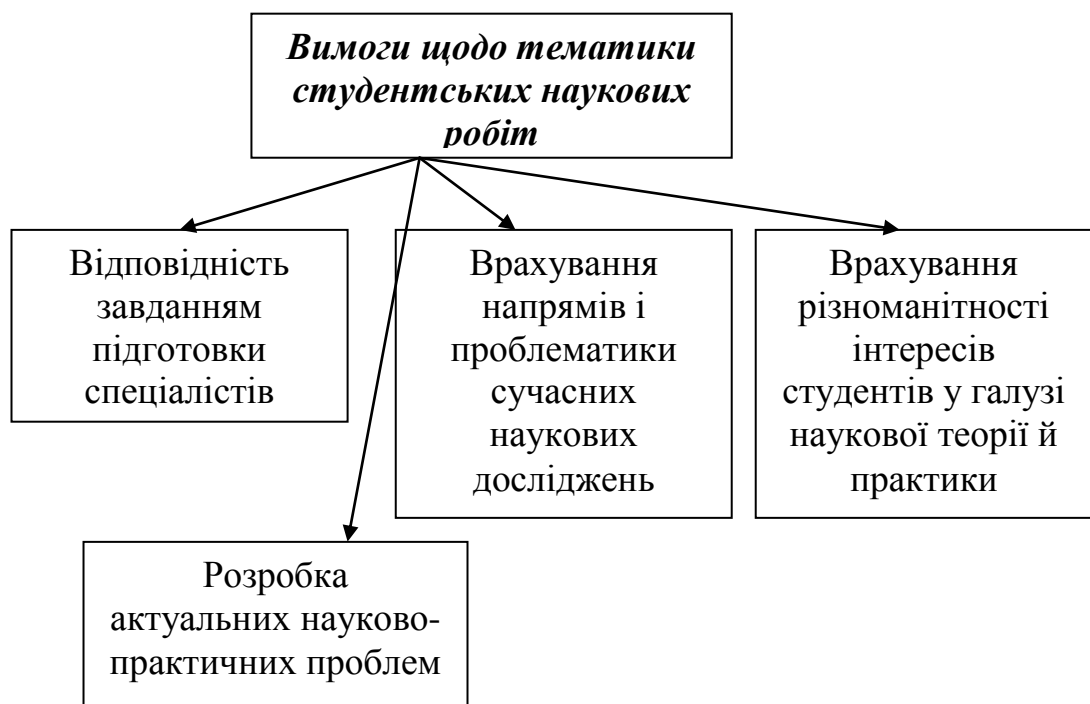 Вимоги щодо тематики
студентських наукових
робіт
Відповідність
завданням
підготовки
спеціалістів
Врахування
напрямів і
проблематики
сучасних
наукових
досліджень
Врахування
різноманітності
інтересів
студентів у галузі
наукової теорії й
практики
Розробка
актуальних науково-
практичних проблем